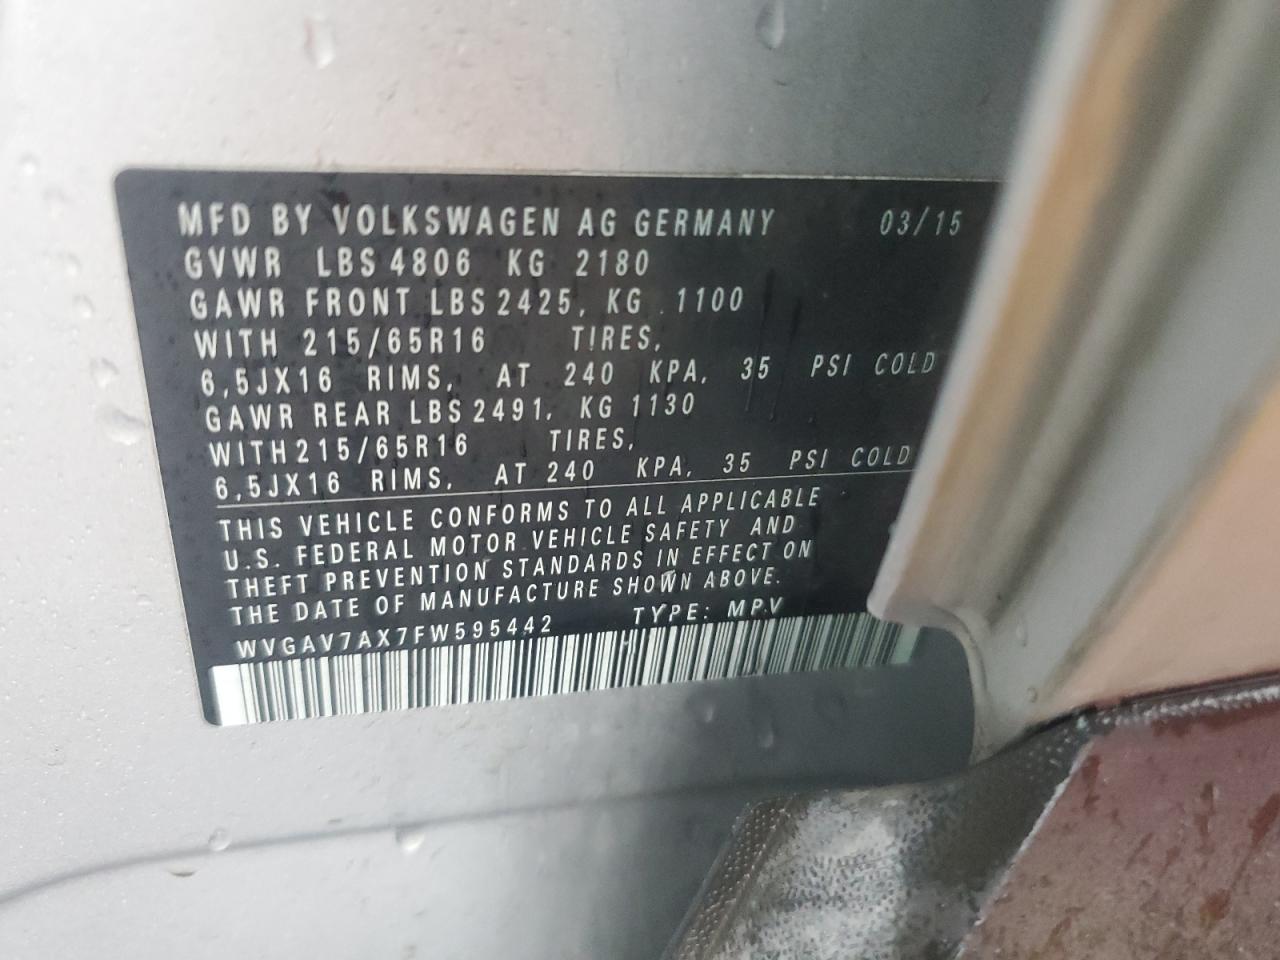 MFD BY VOLKSWAGEN AG GERMANY 03/15
GVWR LBS 4806 KG 2180
GAWR FRONT LBS 2425, KG 1100
WITH 215/65R16 TIRES,
6,5JX16 RIMS, AT 240 KPA, 35 PSI COLD
GAWR REAR LBS 2491, KG 1130
WITH 215/65R16 TIRES,
6,5JX16 RIMS, AT 240 KPA, 35 PSI COLD
THIS VEHICLE CONFORMS TO ALL APPLICABLE
U.S. FEDERAL MOTOR VEHICLE SAFETY AND
THEFT PREVENTION STANDARDS IN EFFECT ON
THE DATE OF MANUFACTURE SHOWN ABOVE.
WVGAV7AX7FW595442 TYPE: MPV